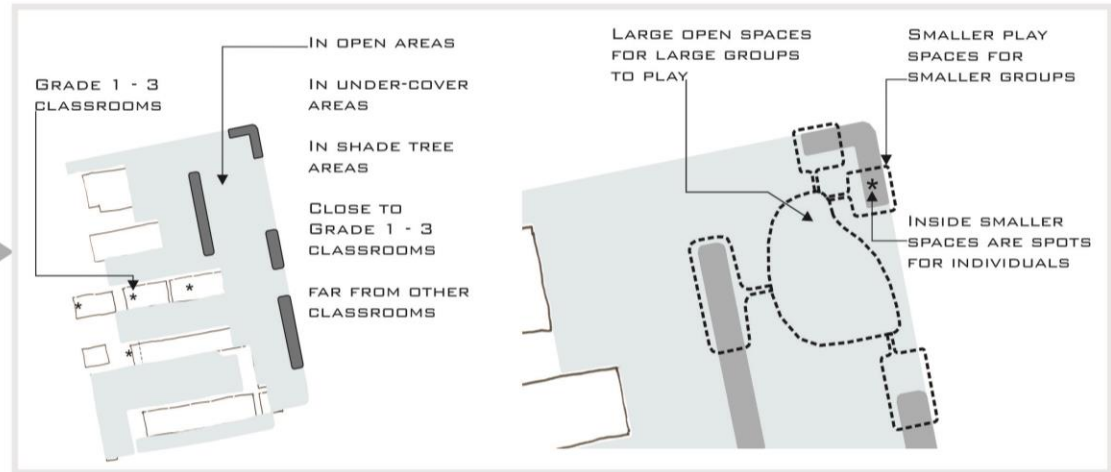 GRADE 1 - 3
CLASSROOMS
IN OPEN AREAS
IN UNDER-COVER
AREAS
IN SHADE TREE
AREAS
CLOSE TO
GRADE 1 - 3
CLASSROOMS
FAR FROM OTHER
CLASSROOMS
*
*
*
*
LARGE OPEN SPACES
FOR LARGE GROUPS
TO PLAY
SMALLER PLAY
SPACES FOR
SMALLER GROUPS
*
INSIDE SMALLER
SPACES ARE SPOTS
FOR INDIVIDUALS